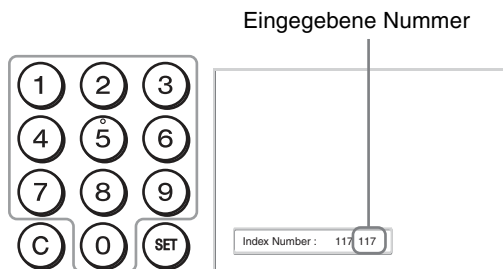 Eingegebene Nummer
1 2 3
4 5 6
7 8 9
C 0 SET
Index Number : 117 117